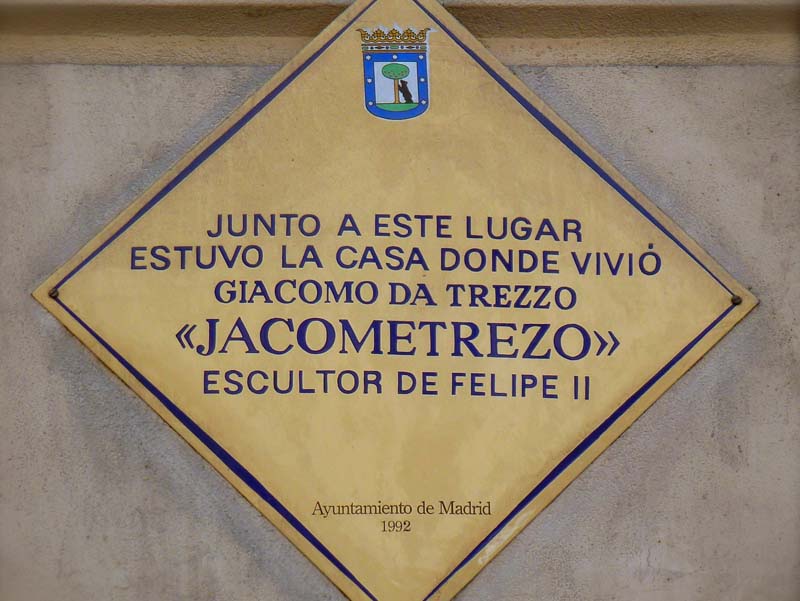 JUNTO A ESTE LUGAR
ESTUVO LA CASA DONDE VIVIÓ
GIACOMO DA TREZZO
«JACOMETREZO»
ESCULTOR DE FELIPE II
Ayuntamiento de Madrid
1992